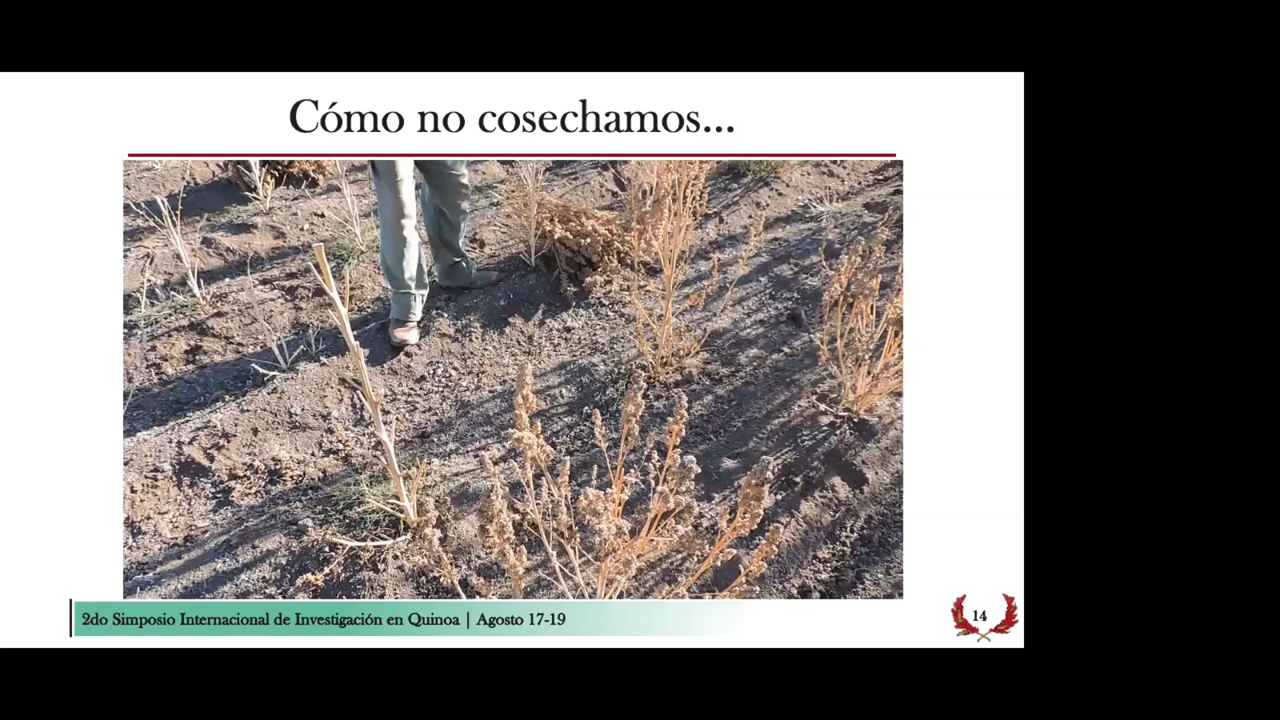 Cómo no cosechamos...
2do Simposio Internacional de Investigación en Quinoa | Agosto 17-19
14